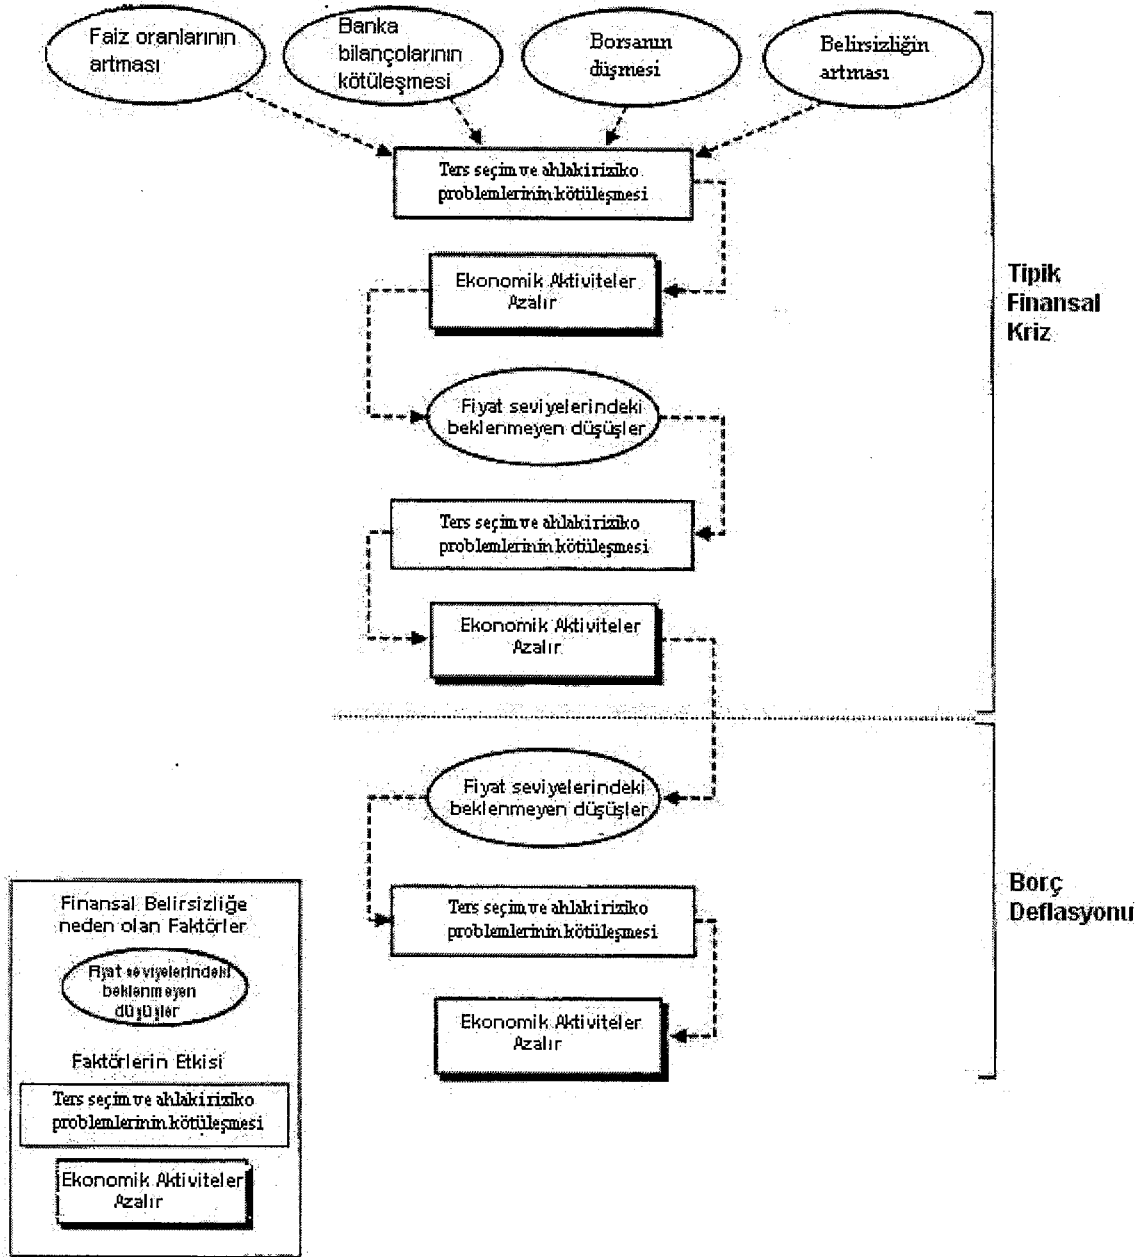 Faiz oranlarının
artması
Banka
bilançolarının
kötüleşmesi
Borsanın
düşmesi
Belirsizliğin
artması
Ters seçim ve ahlaki riziko
problemlerinin kötüleşmesi
Ekonomik Aktiviteler
Azalır
Tipik
Finansal
Kriz
Fiyat seviyelerindeki
beklenmeyen düşüşler
Ters seçim ve ahlaki riziko
problemlerinin kötüleşmesi
Ekonomik Aktiviteler
Azalır
Fiyat seviyelerindeki
beklenmeyen düşüşler
Ters seçim ve ahlaki riziko
problemlerinin kötüleşmesi
Ekonomik Aktiviteler
Azalır
Borç
Deflasyonu
Finansal Belirsizliğe
neden olan Faktörler
Fiyat seviyelerindeki
beklenmeyen
düşüşler
Faktörlerin Etkisi
Ters seçim ve ahlaki riziko
problemlerinin kötüleşmesi
Ekonomik Aktiviteler
Azalır